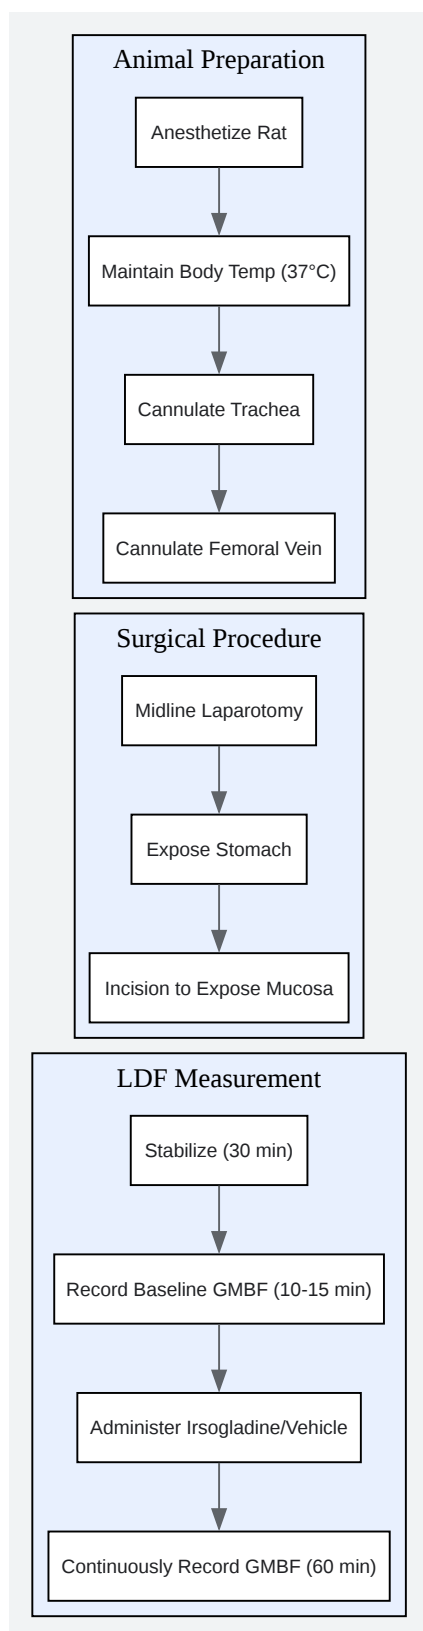 Animal Preparation
Anesthetize Rat
Maintain Body Temp (37°C)
Cannulate Trachea
Cannulate Femoral Vein
Surgical Procedure
Midline Laparotomy
Expose Stomach
Incision to Expose Mucosa
LDF Measurement
Stabilize (30 min)
Record Baseline GMBF (10-15 min)
Administer Irsogladine/Vehicle
Continuously Record GMBF (60 min)